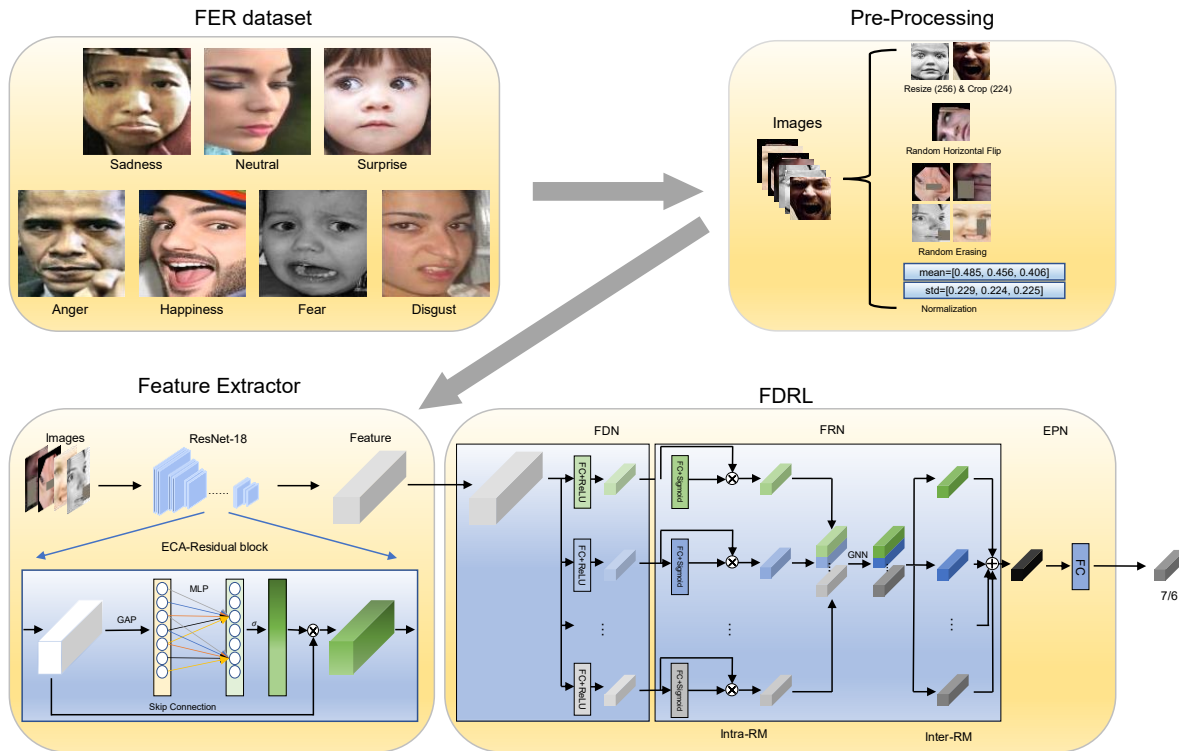 FER dataset
Sadness
Neutral
Surprise
Anger
Happiness
Fear
Disgust
Pre-Processing
Images
Resize (256) & Crop (224)
Random Horizontal Flip
Random Erasing
mean=[0.485, 0.456, 0.406]
std=[0.229, 0.224, 0.225]
Normalization
Feature Extractor
Images
ResNet-18
Feature
......
ECA-Residual block
GAP
MLP
σ
Skip Connection
FDRL
FDN
FRN
EPN
FC+ReLU
FC+Sigmoid
FC+ReLU
FC+Sigmoid
GNN
FC
7/6
...
...
...
FC+ReLU
FC+Sigmoid
Intra-RM
Inter-RM